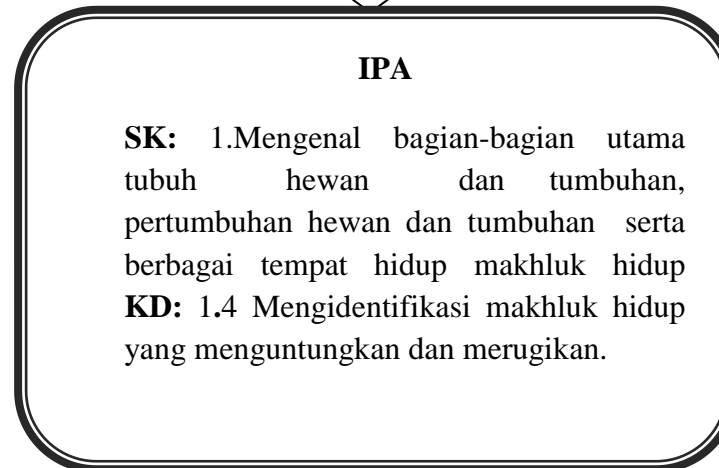 IPA
SK: 1.Mengenal bagian-bagian utama
tubuh hewan dan tumbuhan,
pertumbuhan hewan dan tumbuhan serta
berbagai tempat hidup makhluk hidup
KD: 1.4 Mengidentifikasi makhluk hidup
yang menguntungkan dan merugikan.